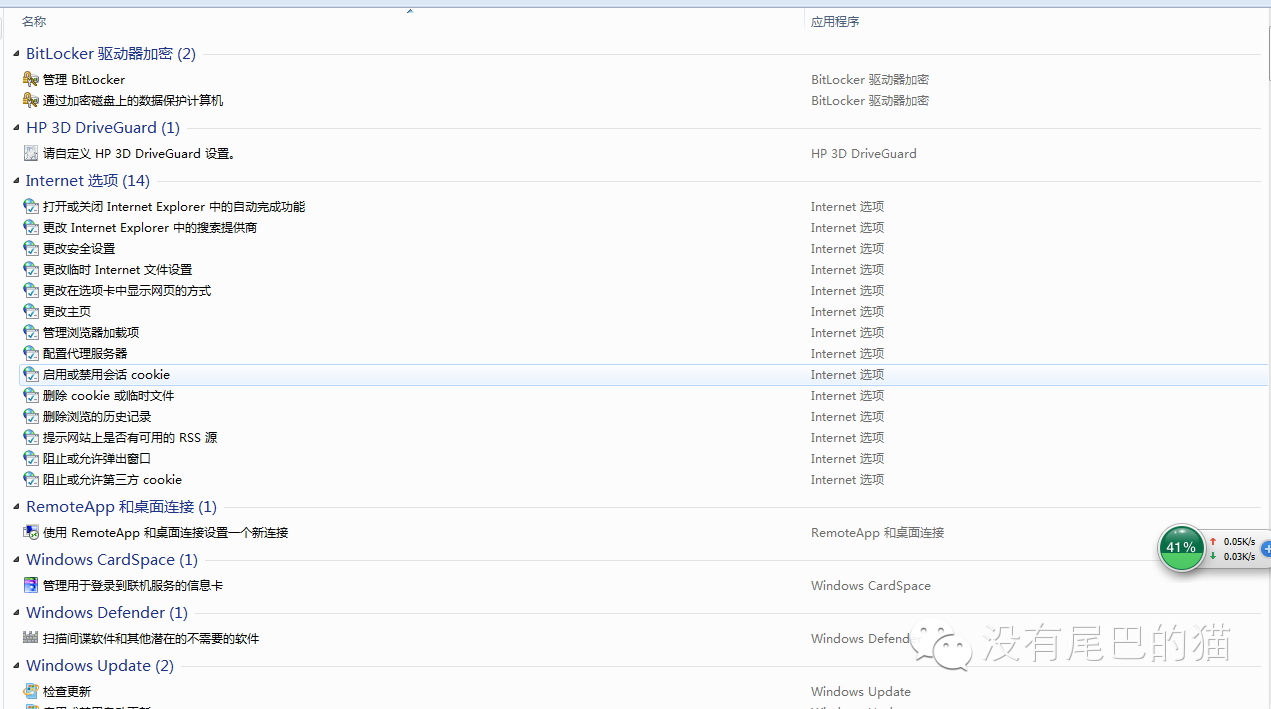 名称 应用程序
BitLocker 驱动器加密 (2)
管理 BitLocker BitLocker 驱动器加密
通过加密磁盘上的数据保护计算机 BitLocker 驱动器加密
HP 3D DriveGuard (1)
请自定义 HP 3D DriveGuard 设置。 HP 3D DriveGuard
Internet 选项 (14)
打开或关闭 Internet Explorer 中的自动完成功能 Internet 选项
更改 Internet Explorer 中的搜索提供商 Internet 选项
更改安全设置 Internet 选项
更改临时 Internet 文件设置 Internet 选项
更改在选项卡中显示网页的方式 Internet 选项
更改主页 Internet 选项
管理浏览器加载项 Internet 选项
配置代理服务器 Internet 选项
启用或禁用会话 cookie Internet 选项
删除 cookie 或临时文件 Internet 选项
删除浏览的历史记录 Internet 选项
提示网站上是否有可用的 RSS 源 Internet 选项
阻止或允许弹出窗口 Internet 选项
阻止或允许第三方 cookie Internet 选项
RemoteApp 和桌面连接 (1)
使用 RemoteApp 和桌面连接设置一个新连接 RemoteApp 和桌面连接
41% 0.05K/s
0.03K/s
Windows CardSpace (1)
管理用于登录到联机服务的信息卡 Windows CardSpace
Windows Defender (1)
扫描间谍软件和其他潜在的不需要的软件 Windows Defender
没有尾巴的猫
Windows Update (2)
检查更新 Windows Update